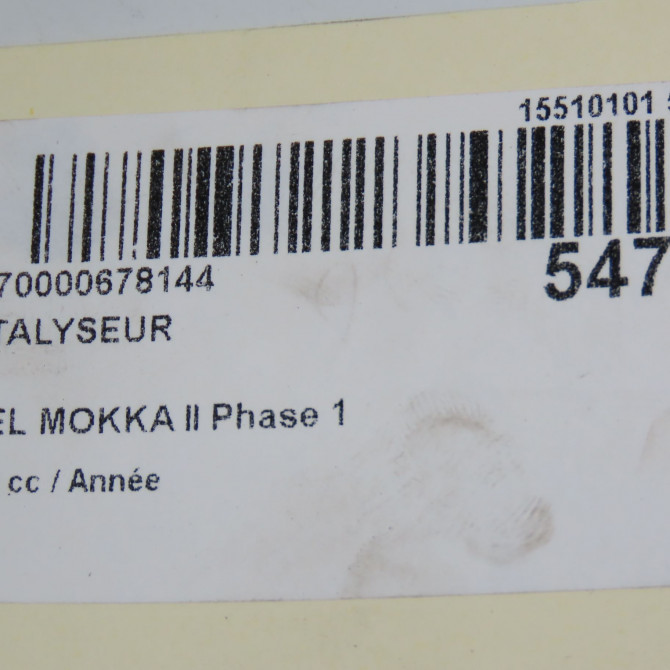 15510101
70000678144
547
TALYSEUR
EL MOKKA II Phase 1
cc / Année